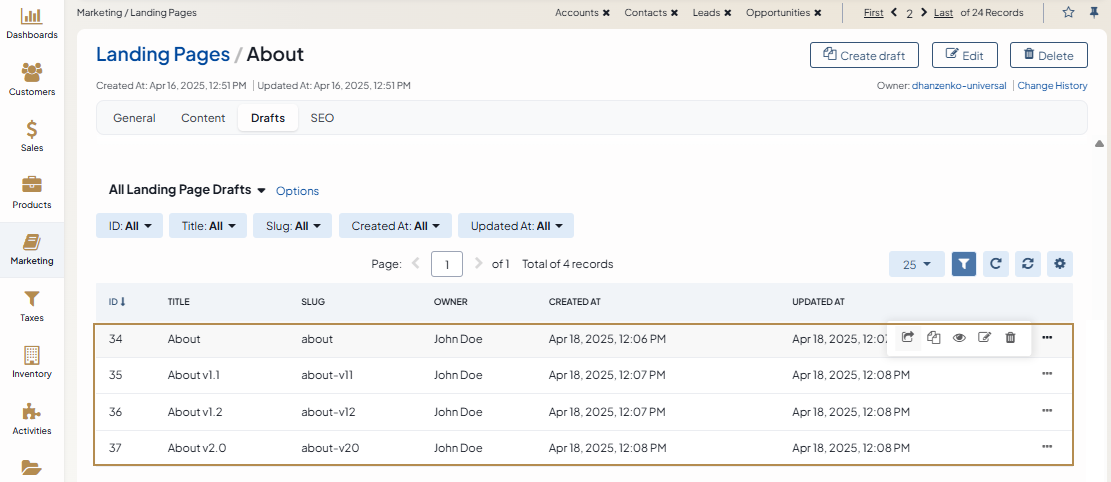 Marketing / Landing Pages
Accounts ✖ Contacts ✖ Leads ✖ Opportunities ✖
First 2 Last of 24 Records
Dashboards
Customers
Sales
Products
Marketing
Taxes
Inventory
Activities
Landing Pages / About
Create draft Edit Delete
Created At: Apr 16, 2025, 12:51 PM | Updated At: Apr 16, 2025, 12:51 PM
Owner: dhanzenko-universal | Change History
General Content Drafts SEO
All Landing Page Drafts Options
ID: All Title: All Slug: All Created At: All Updated At: All
Page: 1 of 1 Total of 4 records 25
ID TITLE SLUG OWNER CREATED AT UPDATED AT
34 About about John Doe Apr 18, 2025, 12:06 PM Apr 18, 2025, 12:0
35 About v1.1 about-v11 John Doe Apr 18, 2025, 12:07 PM Apr 18, 2025, 12:08 PM
36 About v1.2 about-v12 John Doe Apr 18, 2025, 12:07 PM Apr 18, 2025, 12:08 PM
37 About v2.0 about-v20 John Doe Apr 18, 2025, 12:08 PM Apr 18, 2025, 12:08 PM